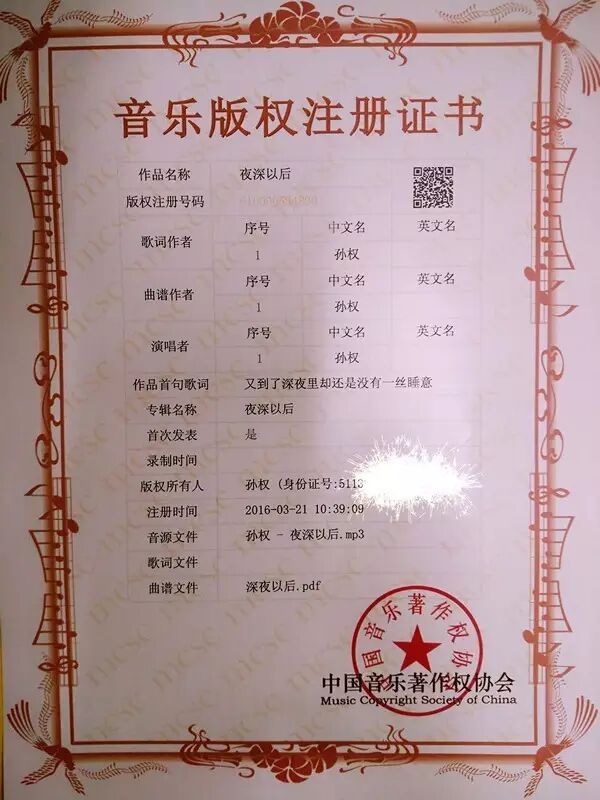 音乐版权注册证书
作品名称 夜深以后
版权注册号码
歌词作者 序号 中文名 英文名
1 孙权
曲谱作者 序号 中文名 英文名
1 孙权
演唱者 序号 中文名 英文名
1 孙权
作品首句歌词 又到了深夜里却还是没有一丝睡意
专辑名称 夜深以后
首次发表 是
录制时间
版权所有人 孙权 (身份证号:5113
注册时间 2016-03-21 10:39:09
音源文件 孙权 - 夜深以后.mp3
歌词文件
曲谱文件 深夜以后.pdf
中国音乐著作权协会
中国音乐著作权协会
Music Copyright Society of China